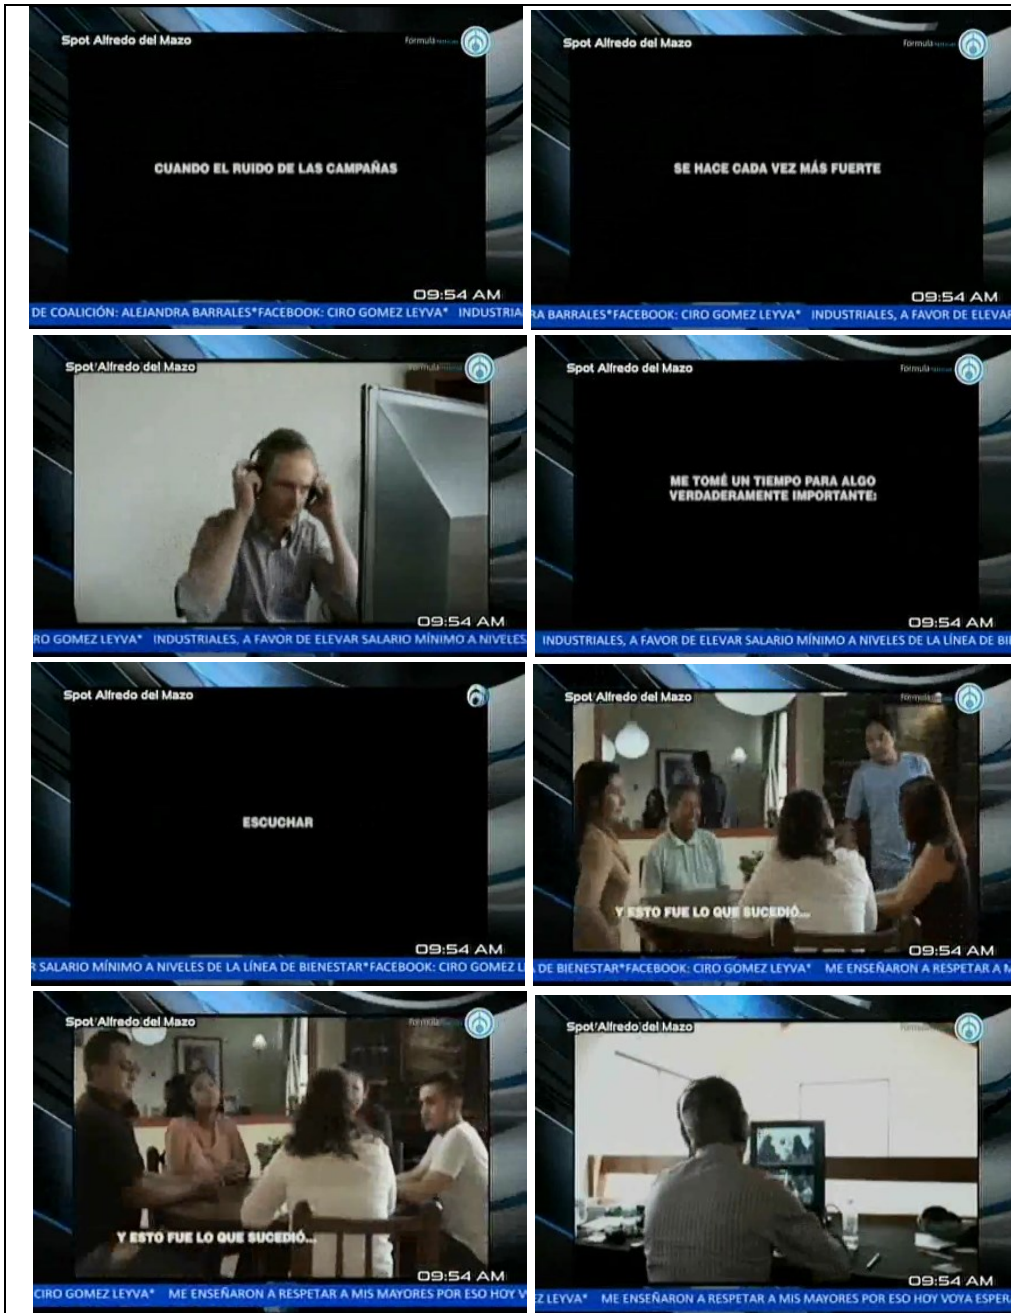 Spot Alfredo del Mazo
Fórmula
CUANDO EL RUIDO DE LAS CAMPAÑAS
09:54 AM
DE COALICIÓN: ALEJANDRA BARRALES*FACEBOOK: CIRO GOMEZ LEYVA* INDUSTRIA
Spot Alfredo del Mazo
Fórmula
SE HACE CADA VEZ MÁS FUERTE
09:54 AM
RA BARRALES*FACEBOOK: CIRO GOMEZ LEYVA* INDUSTRIALES, A FAVOR DE ELEVAR
Spot Alfredo del Mazo
Fórmula
09:54 AM
RO GOMEZ LEYVA* INDUSTRIALES, A FAVOR DE ELEVAR SALARIO MÍNIMO A NIVELES
Spot Alfredo del Mazo
Fórmula
ME TOMÉ UN TIEMPO PARA ALGO
VERDADERAMENTE IMPORTANTE:
09:54 AM
INDUSTRIALES, A FAVOR DE ELEVAR SALARIO MÍNIMO A NIVELES DE LA LÍNEA DE BI
Spot Alfredo del Mazo
ESCUCHAR
09:54 AM
R SALARIO MÍNIMO A NIVELES DE LA LÍNEA DE BIENESTAR*FACEBOOK: CIRO GOMEZ L
Spot Alfredo del Mazo
Fórmula
Y ESTO FUE LO QUE SUCEDIÓ...
09:54 AM
A DE BIENESTAR*FACEBOOK: CIRO GOMEZ LEYVA* ME ENSEÑARON A RESPETAR A M
Spot Alfredo del Mazo
Fórmula
Y ESTO FUE LO QUE SUCEDIÓ...
09:54 AM
CIRO GOMEZ LEYVA* ME ENSEÑARON A RESPETAR A MIS MAYORES POR ESO HOY V
Spot Alfredo del Mazo
Fórmula
09:54 AM
EZ LEYVA* ME ENSEÑARON A RESPETAR A MIS MAYORES POR ESO HOY VOYA ESPER